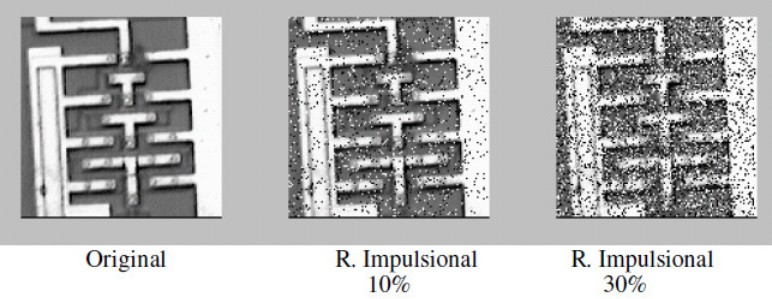 Original
R. Impulsional
10%
R. Impulsional
30%